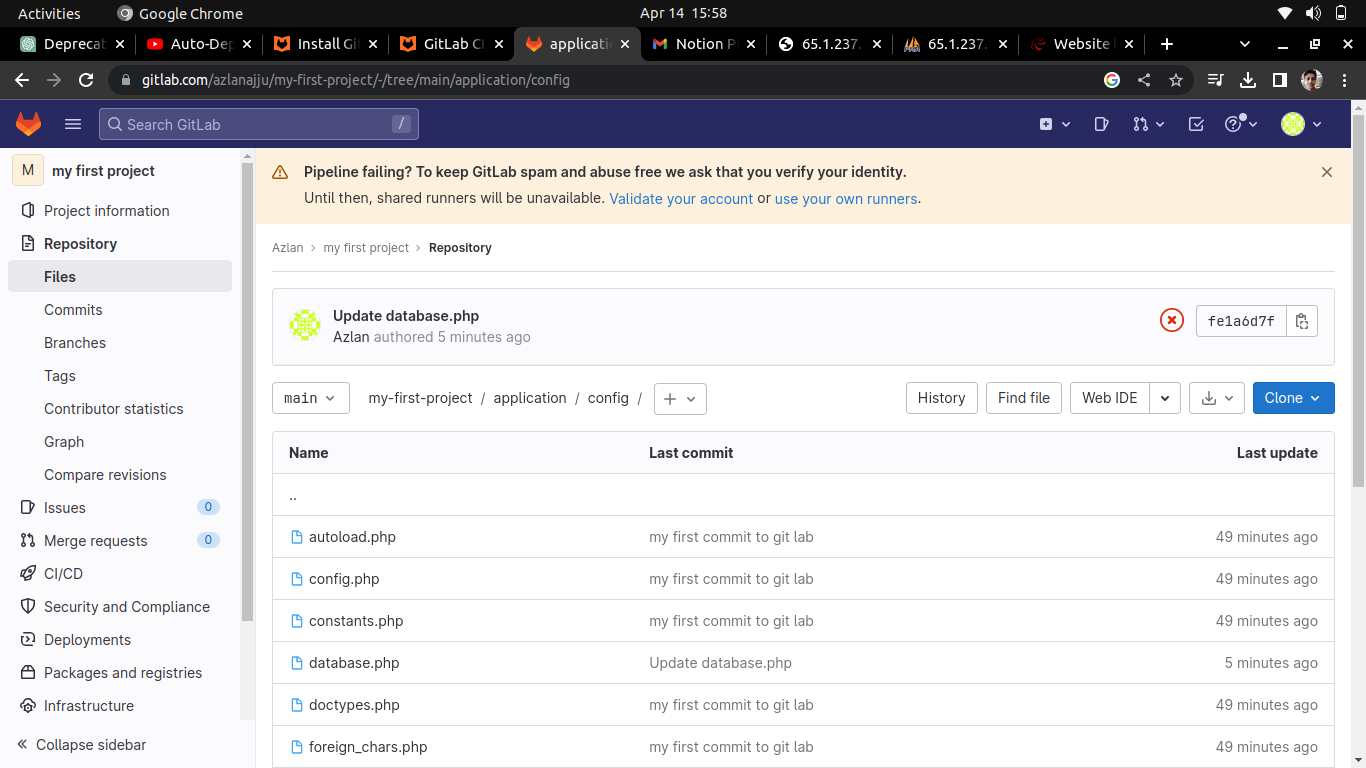 Activities Google Chrome Apr 14 15:58
Deprecat Auto-Dep Install Git GitLab CI applicatio Notion P 65.1.237. 65.1.237. Website
gitlab.com/azlanajju/my-first-project/-/tree/main/application/config
Search GitLab /
M my first project
Project information
Repository
Files
Commits
Branches
Tags
Contributor statistics
Graph
Compare revisions
Issues 0
Merge requests 0
CI/CD
Security and Compliance
Deployments
Packages and registries
Infrastructure
Collapse sidebar
Pipeline failing? To keep GitLab spam and abuse free we ask that you verify your identity.
Until then, shared runners will be unavailable. Validate your account or use your own runners.
Azlan › my first project › Repository
Update database.php
Azlan authored 5 minutes ago
fe1a6d7f
main my-first-project / application / config / +
History Find file Web IDE Clone
Name Last commit Last update
..
autoload.php my first commit to git lab 49 minutes ago
config.php my first commit to git lab 49 minutes ago
constants.php my first commit to git lab 49 minutes ago
database.php Update database.php 5 minutes ago
doctypes.php my first commit to git lab 49 minutes ago
foreign_chars.php my first commit to git lab 49 minutes ago